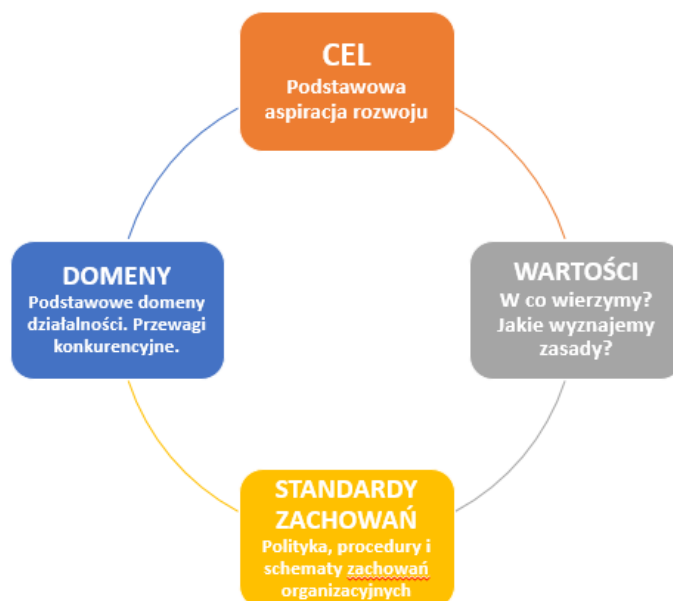 CEL
Podstawowa
aspiracja rozwoju
DOMENY
Podstawowe domeny
działalności. Przewagi
konkurencyjne.
WARTOŚCI
W co wierzymy?
Jakie wyznajemy
zasady?
STANDARDY
ZACHOWAŃ
Polityka, procedury i
schematy zachowań
organizacyjnych